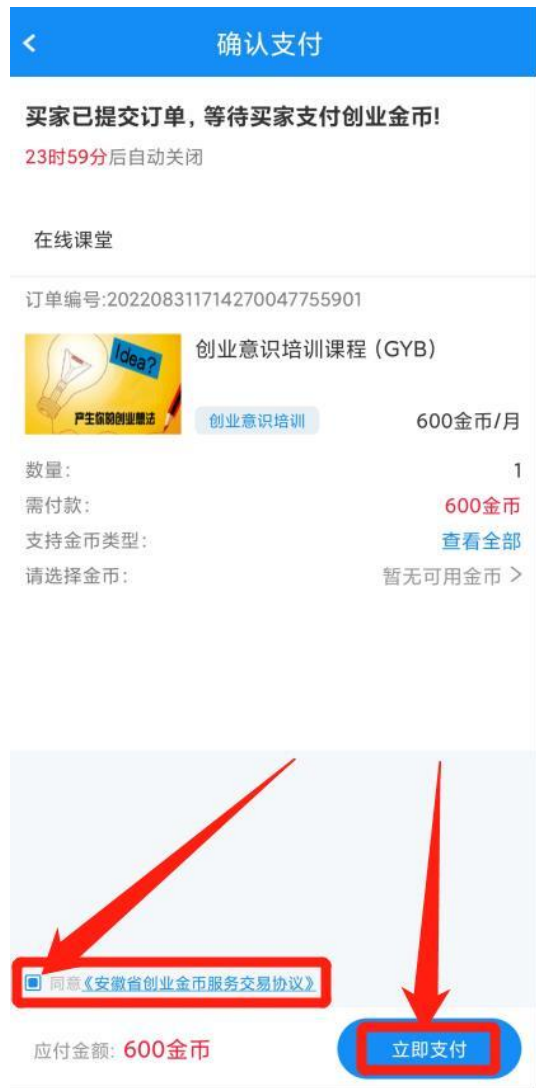 确认支付
买家已提交订单，等待买家支付创业金币!
23时59分后自动关闭
在线课堂
订单编号:202208311714270047755901
Idea?
产生你的创业想法
创业意识培训课程（GYB）
创业意识培训
600金币/月
数量: 1
需付款: 600金币
支持金币类型: 查看全部
请选择金币: 暂无可用金币 >
同意《安徽省创业金币服务交易协议》
应付金额: 600金币
立即支付